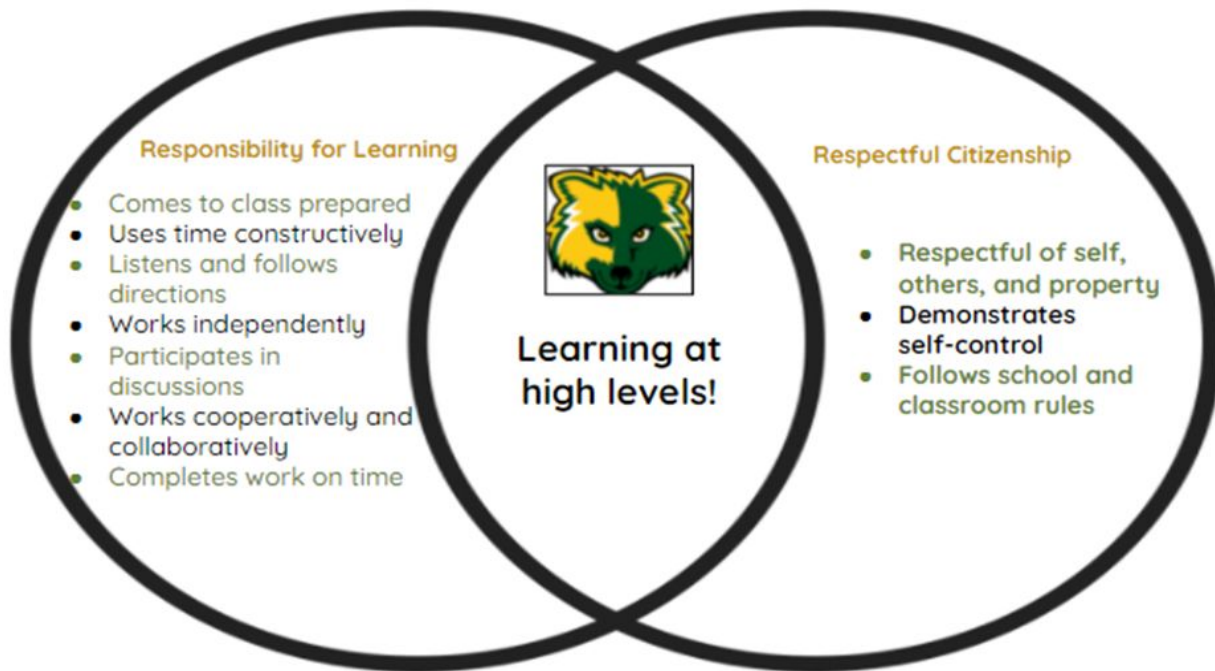 Responsibility for Learning
• Comes to class prepared
• Uses time constructively
• Listens and follows
directions
• Works independently
• Participates in
discussions
• Works cooperatively and
collaboratively
• Completes work on time
Learning at
high levels!
Respectful Citizenship
• Respectful of self,
others, and property
• Demonstrates
self-control
• Follows school and
classroom rules